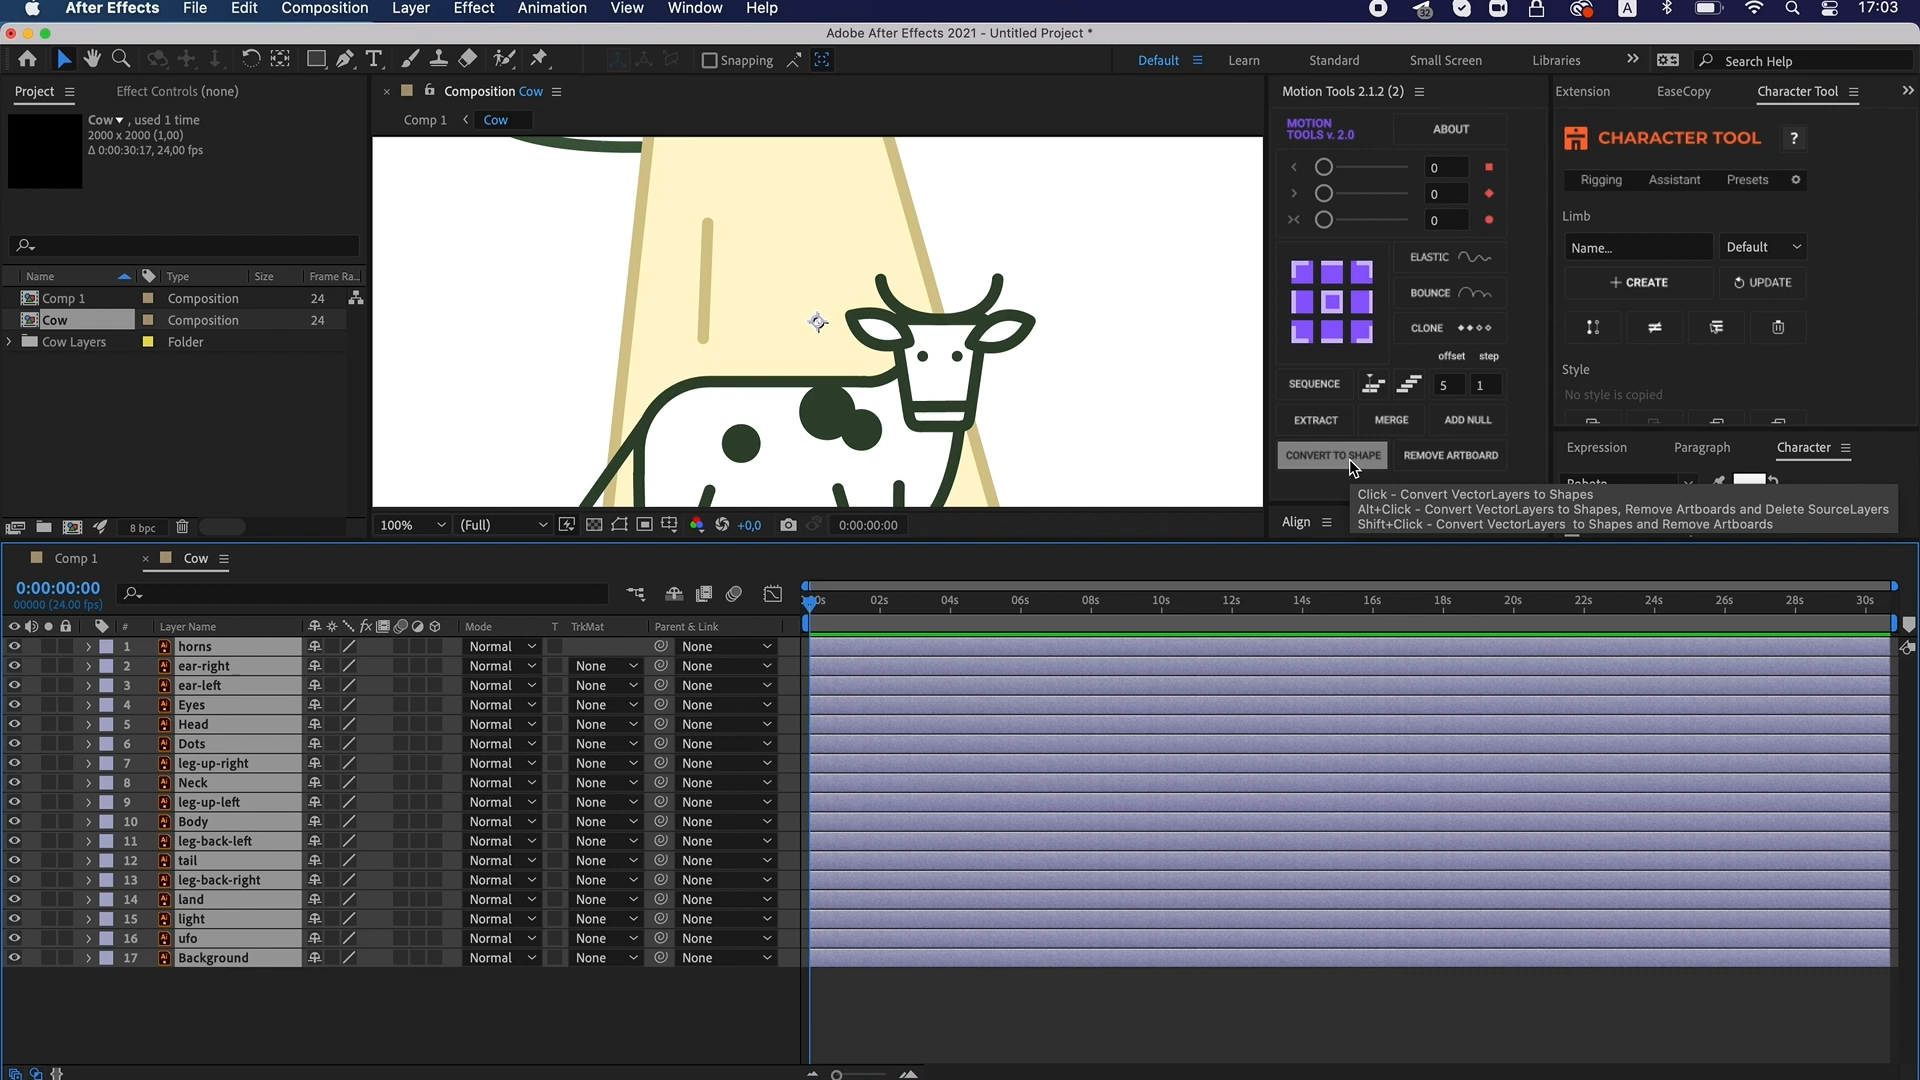 After Effects File Edit Composition Layer Effect Animation View Window Help 32 A 17:03
Adobe After Effects 2021 - Untitled Project *
Snapping Default Learn Standard Small Screen Libraries Search Help
Project Effect Controls (none)
Cow , used 1 time
2000 x 2000 (1,00)
Δ 0:00:30:17, 24,00 fps
Name Type Size Frame Ra...
Comp 1 Composition 24
Cow Composition 24
Cow Layers Folder
8 bpc
Composition Cow
Comp 1 Cow
100% (Full) +0,0 0:00:00:00
Motion Tools 2.1.2 (2)
MOTION
TOOLS v. 2.0
ABOUT
0
0
0
ELASTIC
BOUNCE
CLONE
offset step
SEQUENCE 5 1
EXTRACT MERGE ADD NULL
CONVERT TO SHAPE REMOVE ARTBOARD
Click - Convert VectorLayers to Shapes
Alt+Click - Convert VectorLayers to Shapes, Remove Artboards and Delete SourceLayers
Shift+Click - Convert VectorLayers to Shapes and Remove Artboards
Align
Extension EaseCopy Character Tool
CHARACTER TOOL ?
Rigging Assistant Presets
Limb
Name... Default
+ CREATE UPDATE
Style
No style is copied
Expression Paragraph Character
Roboto
Comp 1 Cow
0:00:00:00
00000 (24.00 fps)
02s 04s 06s 08s 10s 12s 14s 16s 18s 20s 22s 24s 26s 28s 30s
# Layer Name fx Mode T TrkMat Parent & Link
1 horns Normal None
2 ear-right Normal None None
3 ear-left Normal None None
4 Eyes Normal None None
5 Head Normal None None
6 Dots Normal None None
7 leg-up-right Normal None None
8 Neck Normal None None
9 leg-up-left Normal None None
10 Body Normal None None
11 leg-back-left Normal None None
12 tail Normal None None
13 leg-back-right Normal None None
14 land Normal None None
15 light Normal None None
16 ufo Normal None None
17 Background Normal None None